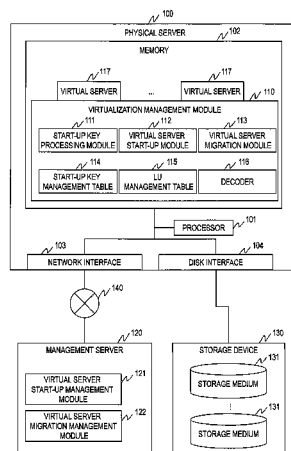 100
PHYSICAL SERVER
102
MEMORY
117
117
VIRTUAL SERVER ... VIRTUAL SERVER
110
VIRTUALIZATION MANAGEMENT MODULE
111 112 113
START-UP KEY PROCESSING MODULE
VIRTUAL SERVER START-UP MODULE
VIRTUAL SERVER MIGRATION MODULE
114 115 116
START-UP KEY MANAGEMENT TABLE
LU MANAGEMENT TABLE
DECODER
101
PROCESSOR
103 104
NETWORK INTERFACE DISK INTERFACE
140
120 130
MANAGEMENT SERVER
121
VIRTUAL SERVER START-UP MANAGEMENT MODULE
122
VIRTUAL SERVER MIGRATION MANAGEMENT MODULE
STORAGE DEVICE
131
STORAGE MEDIUM
131
STORAGE MEDIUM